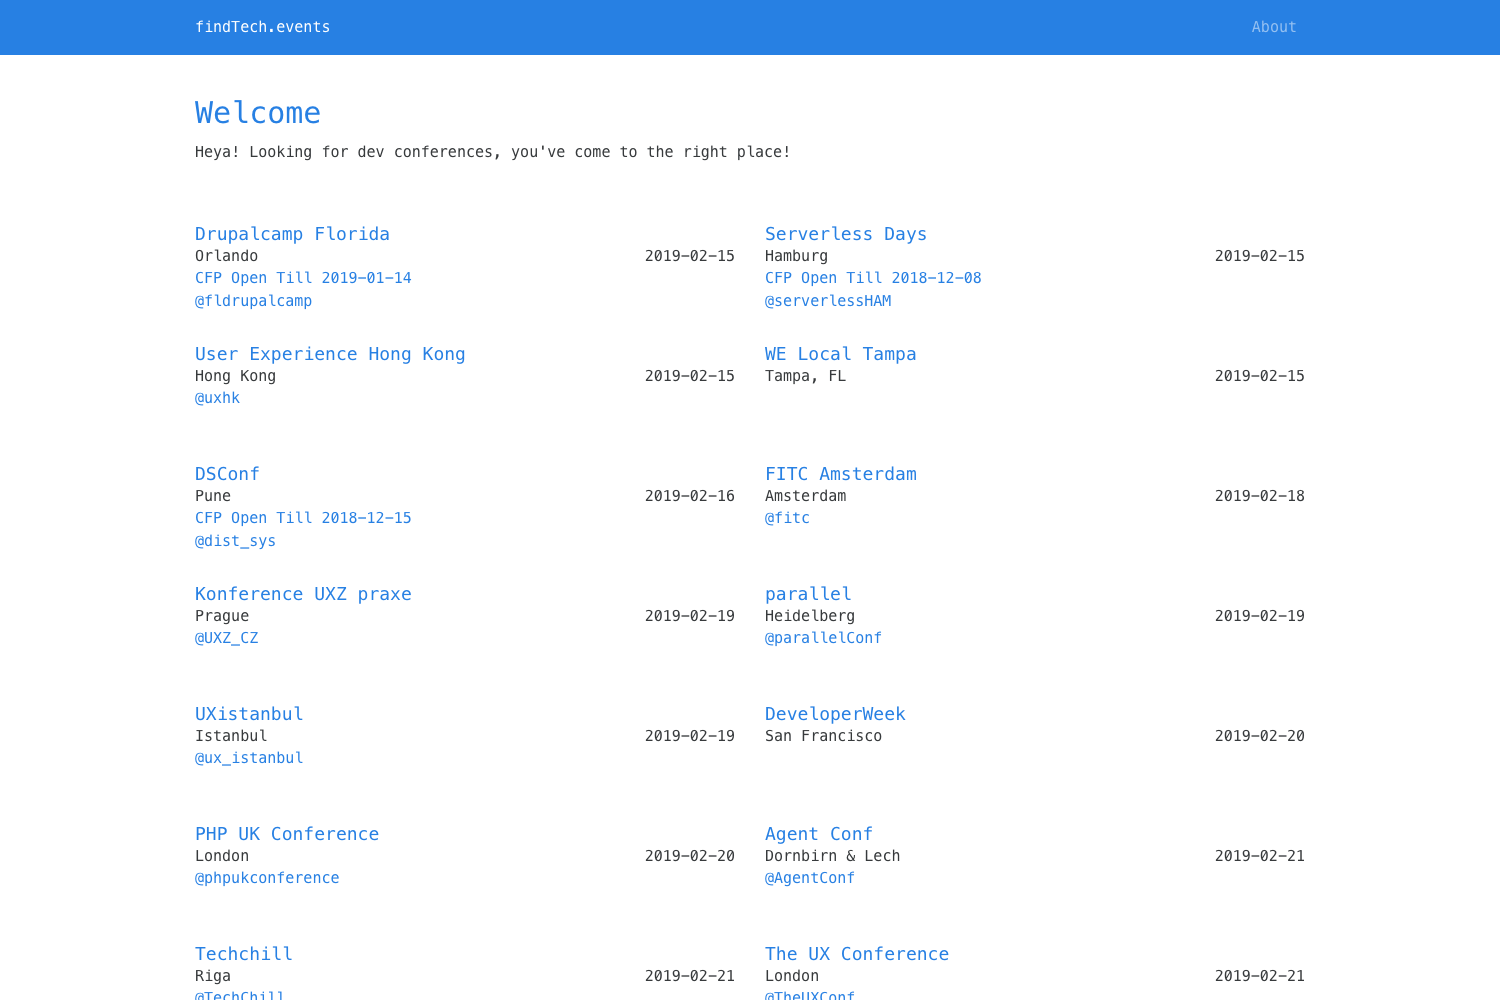 findTech.events
About
Welcome
Heya! Looking for dev conferences, you've come to the right place!
Drupalcamp Florida
Orlando 2019-02-15
CFP Open Till 2019-01-14
@fldrupalcamp
Serverless Days
Hamburg 2019-02-15
CFP Open Till 2018-12-08
@serverlessHAM
User Experience Hong Kong
Hong Kong 2019-02-15
@uxhk
WE Local Tampa
Tampa, FL 2019-02-15
DSConf
Pune 2019-02-16
CFP Open Till 2018-12-15
@dist_sys
FITC Amsterdam
Amsterdam 2019-02-18
@fitc
Konference UXZ praxe
Prague 2019-02-19
@UXZ_CZ
parallel
Heidelberg 2019-02-19
@parallelConf
UXistanbul
Istanbul 2019-02-19
@ux_istanbul
DeveloperWeek
San Francisco 2019-02-20
PHP UK Conference
London 2019-02-20
@phpukconference
Agent Conf
Dornbirn & Lech 2019-02-21
@AgentConf
Techchill
Riga 2019-02-21
@TechChill
The UX Conference
London 2019-02-21
@TheUXConf